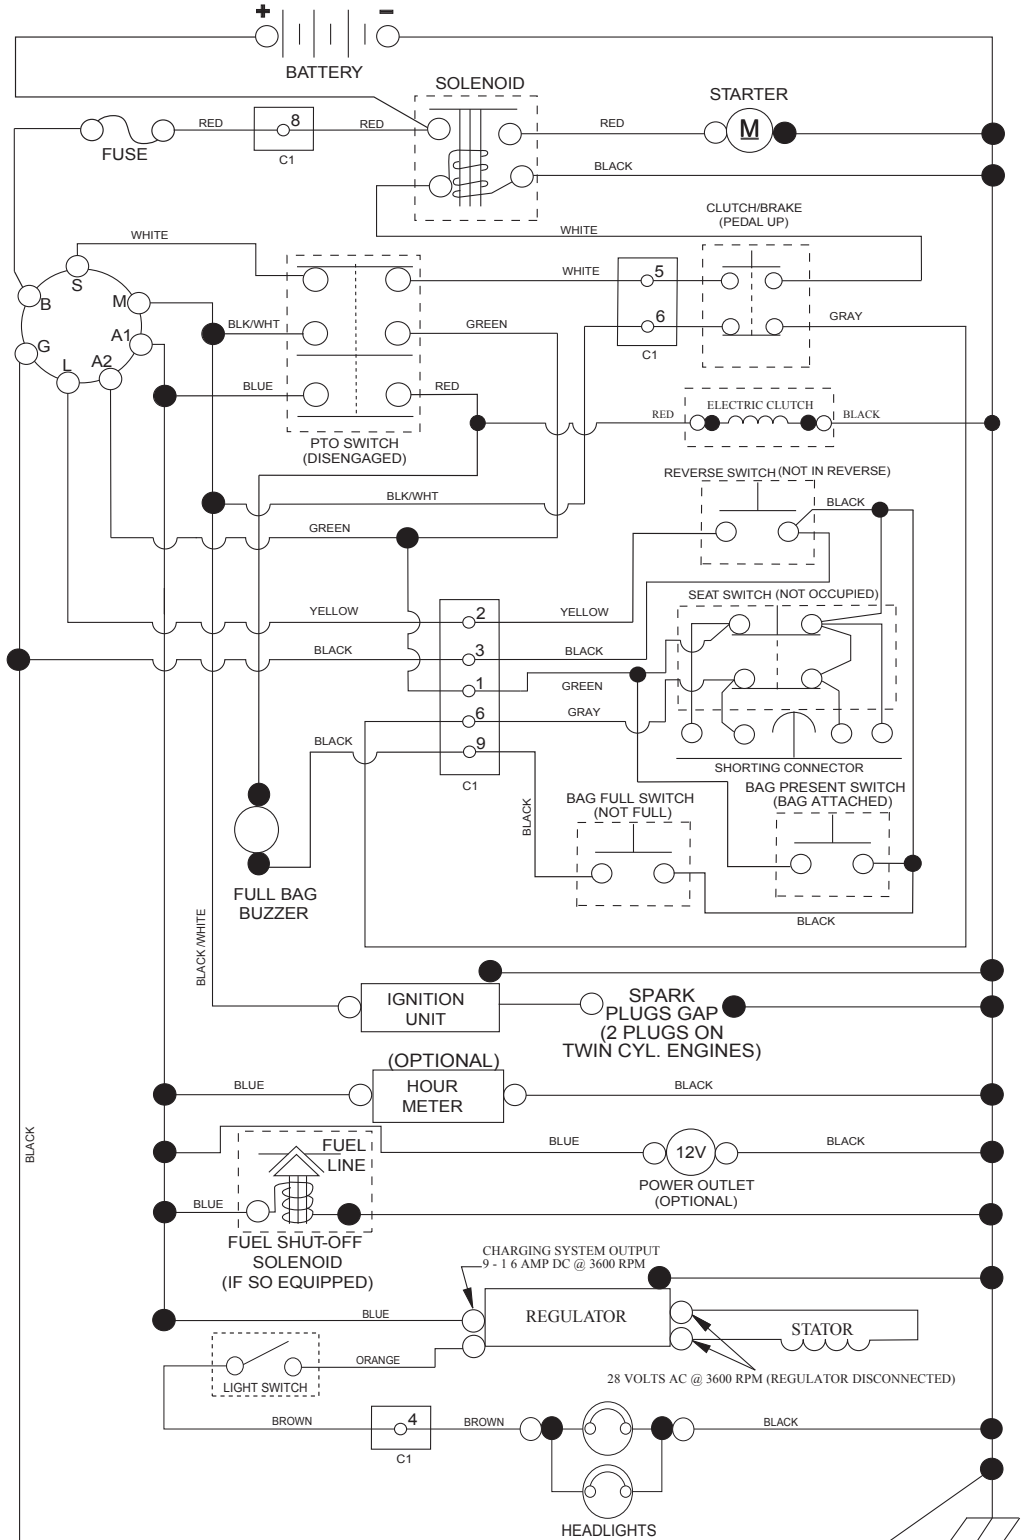 + −
BATTERY
SOLENOID
STARTER
RED
8
RED
RED
M
FUSE
C1
BLACK
CLUTCH/BRAKE
(PEDAL UP)
WHITE
WHITE
S
WHITE
5
B
M
BLK/WHT
GREEN
6
GRAY
A1
G
A2
C1
L
BLUE
RED
RED
ELECTRIC CLUTCH
BLACK
PTO SWITCH
(DISENGAGED)
REVERSE SWITCH (NOT IN REVERSE)
BLK/WHT
BLACK
GREEN
SEAT SWITCH (NOT OCCUPIED)
YELLOW
2
YELLOW
BLACK
3
BLACK
1
GREEN
6
GRAY
BLACK
9
SHORTING CONNECTOR
C1
BAG PRESENT SWITCH
(BAG ATTACHED)
BAG FULL SWITCH
(NOT FULL)
BLACK
FULL BAG
BUZZER
BLACK
BLACK /WHITE
IGNITION
UNIT
SPARK
PLUGS GAP
(2 PLUGS ON
TWIN CYL. ENGINES)
(OPTIONAL)
BLUE
HOUR
METER
BLACK
BLACK
FUEL
LINE
BLUE
12V
BLACK
POWER OUTLET
(OPTIONAL)
BLUE
FUEL SHUT-OFF
SOLENOID
(IF SO EQUIPPED)
CHARGING SYSTEM OUTPUT
9 - 1 6 AMP DC @ 3600 RPM
BLUE
REGULATOR
STATOR
ORANGE
LIGHT SWITCH
28 VOLTS AC @ 3600 RPM (REGULATOR DISCONNECTED)
BROWN
4
BROWN
BLACK
C1
HEADLIGHTS